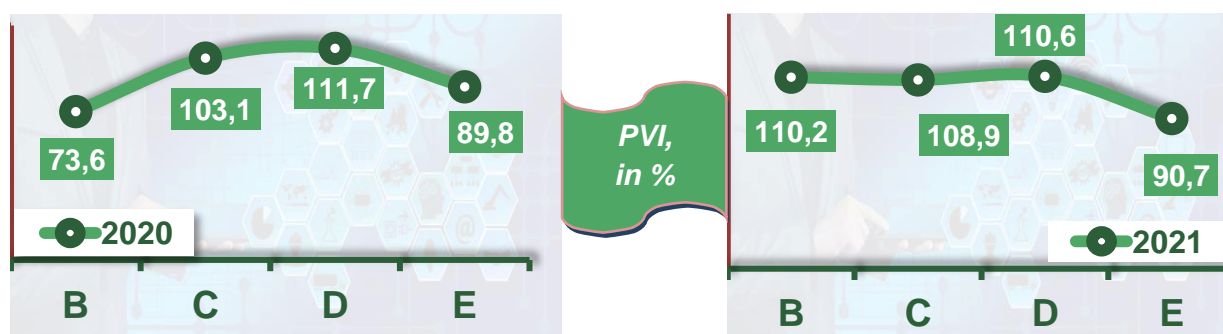 103,1
111,7
89,8
73,6
2020
B C D E
PVI,
in %
110,6
110,2
108,9
90,7
2021
B C D E